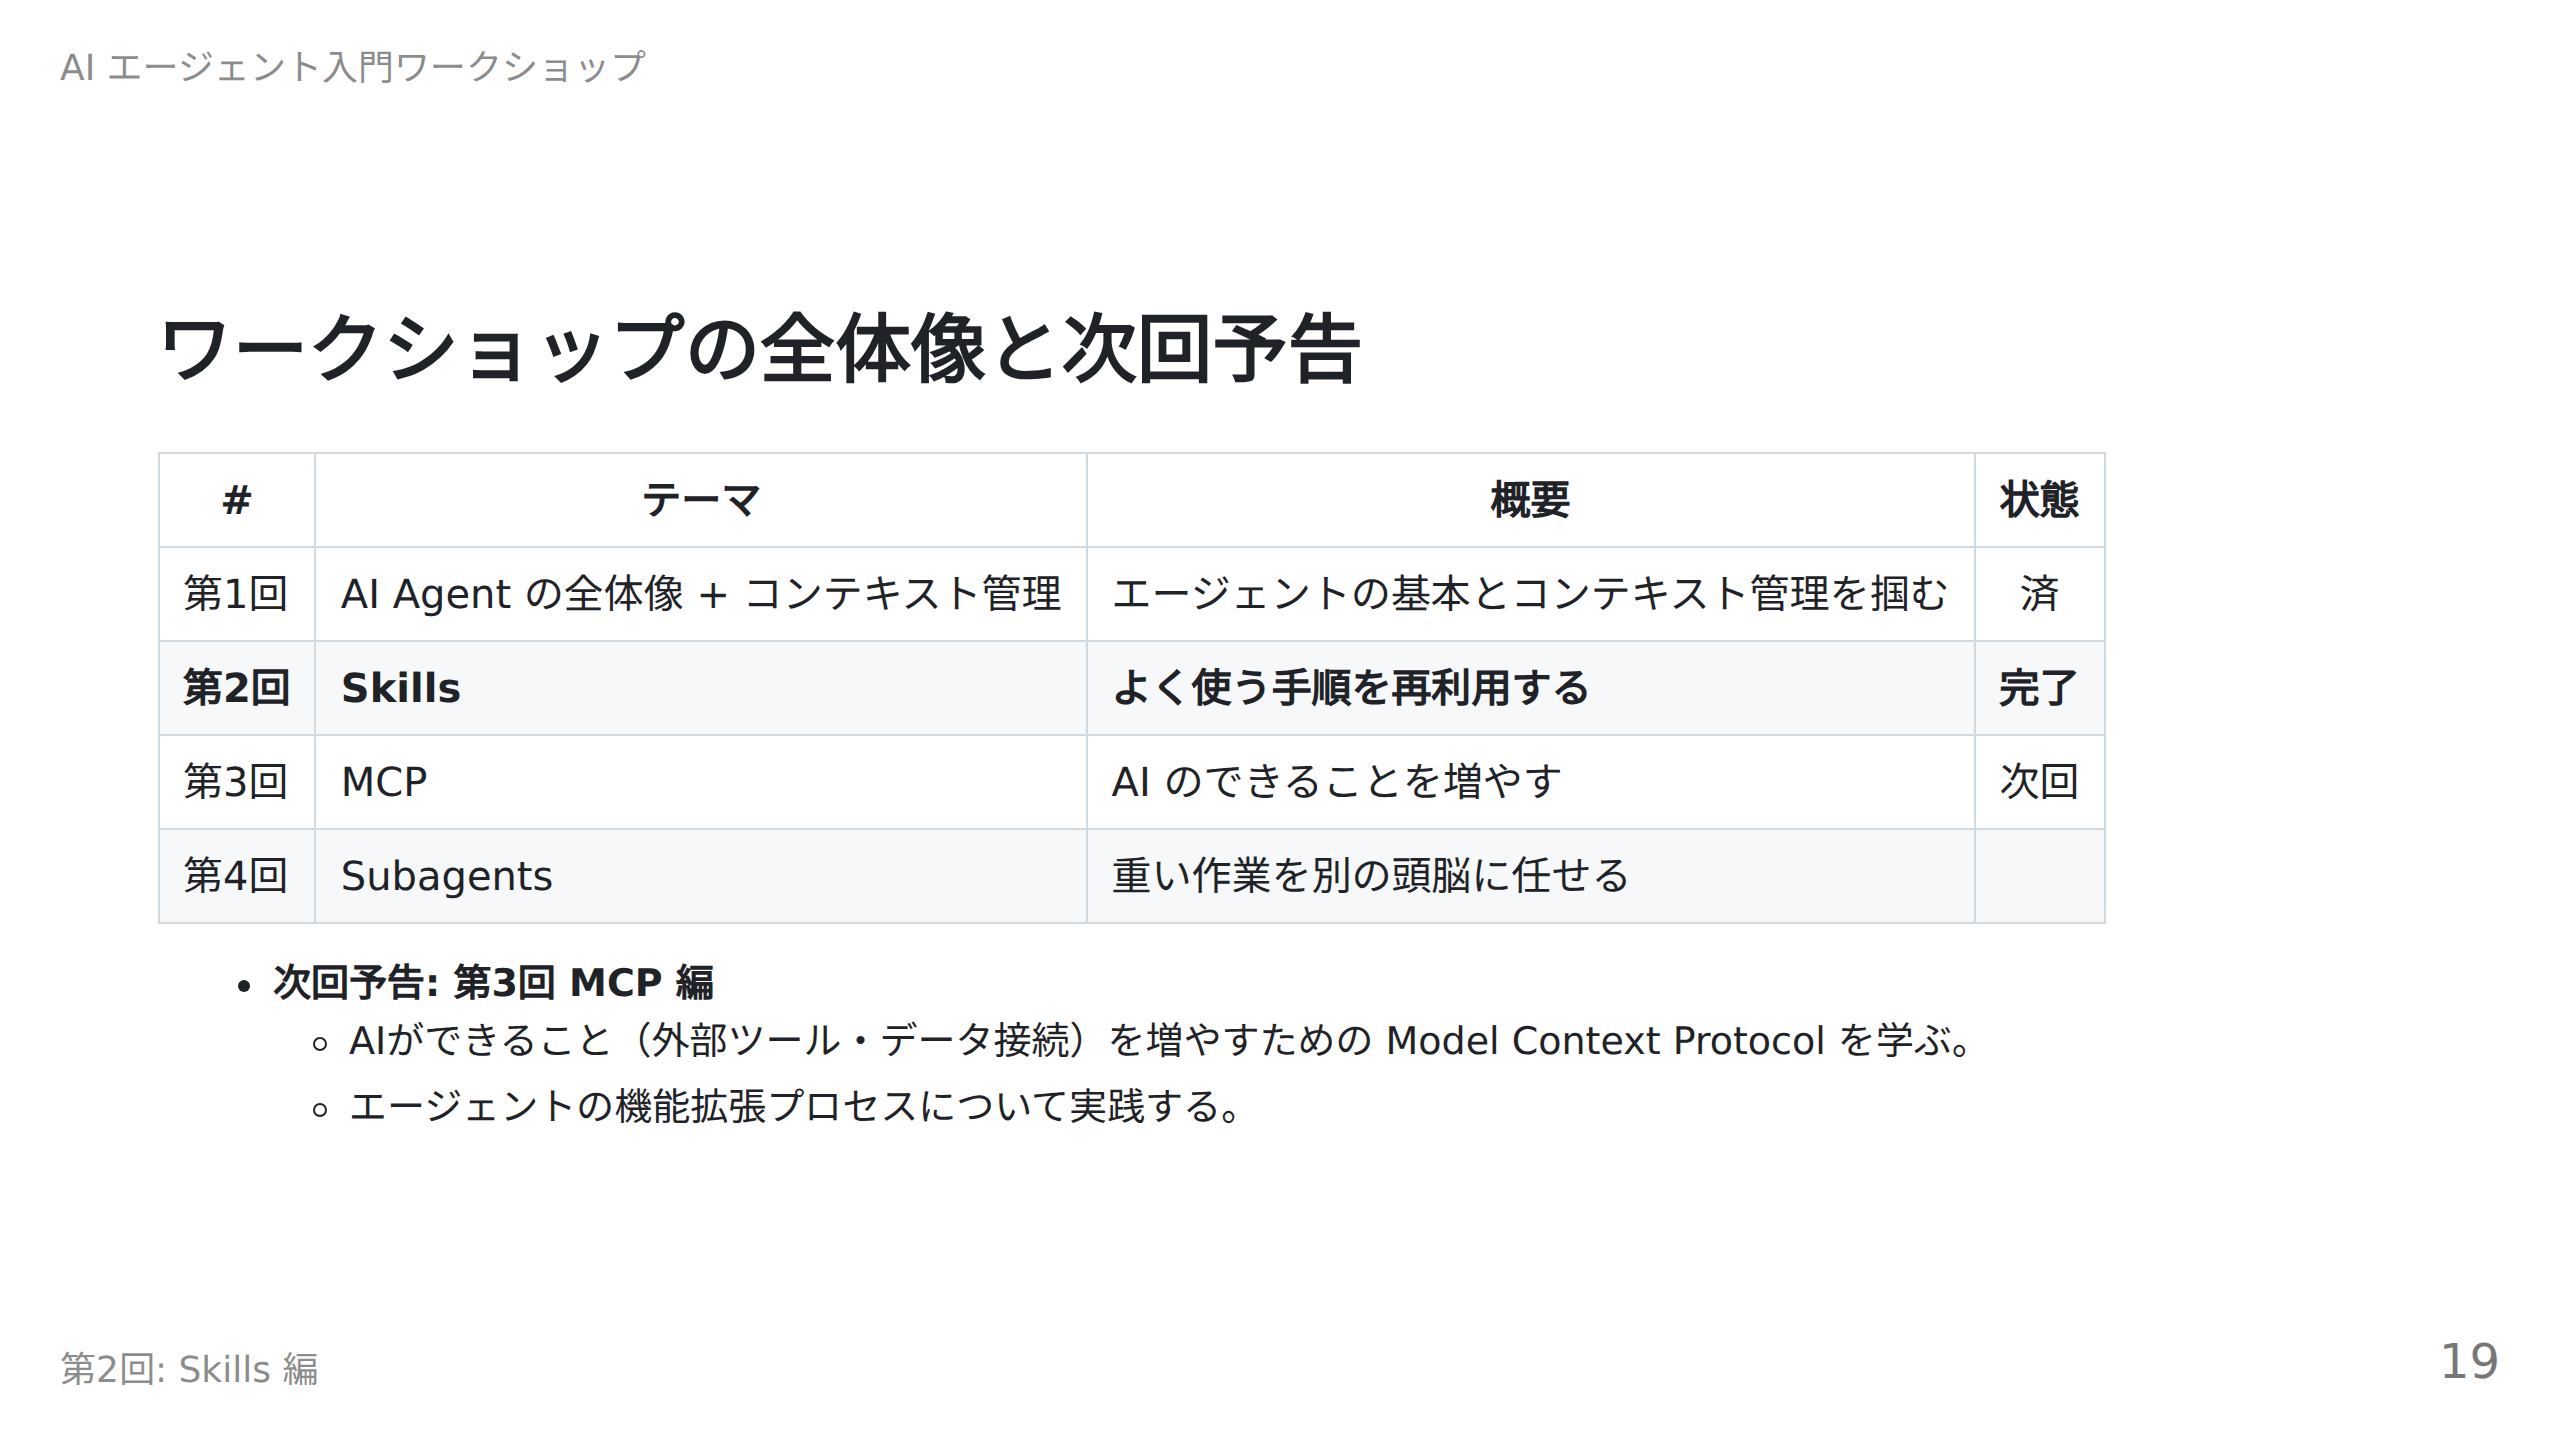 AI エージェント入門ワークショップ
ワークショップの全体像と次回予告
# テーマ 概要 状態
第1回 AI Agent の全体像 + コンテキスト管理 エージェントの基本とコンテキスト管理を掴む 済
第2回 Skills よく使う手順を再利用する 完了
第3回 MCP AI のできることを増やす 次回
第4回 Subagents 重い作業を別の頭脳に任せる
• 次回予告: 第3回 MCP 編
◦ AIができること（外部ツール・データ接続）を増やすための Model Context Protocol を学ぶ。
◦ エージェントの機能拡張プロセスについて実践する。
第2回: Skills 編
19